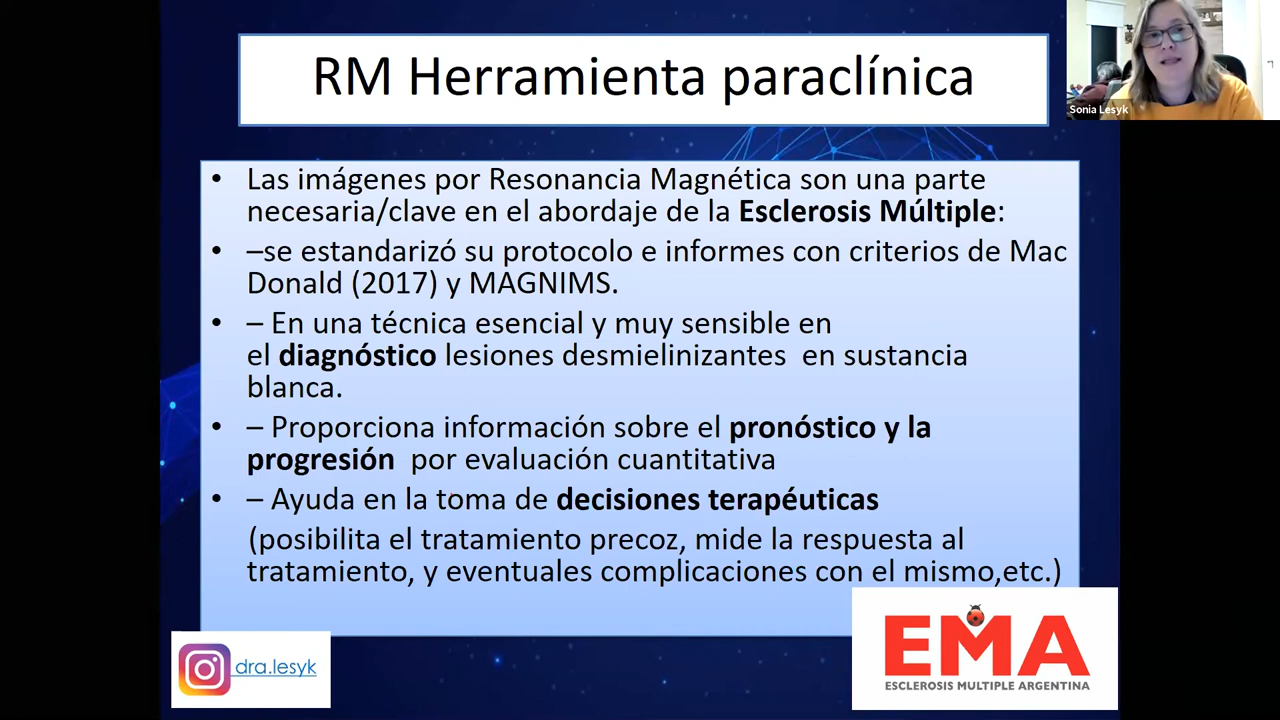 RM Herramienta paraclínica
Sonia Lesyk
• Las imágenes por Resonancia Magnética son una parte
necesaria/clave en el abordaje de la Esclerosis Múltiple:
• –se estandarizó su protocolo e informes con criterios de Mac
Donald (2017) y MAGNIMS.
• – En una técnica esencial y muy sensible en
el diagnóstico lesiones desmielinizantes en sustancia
blanca.
• – Proporciona información sobre el pronóstico y la
progresión por evaluación cuantitativa
• – Ayuda en la toma de decisiones terapéuticas
(posibilita el tratamiento precoz, mide la respuesta al
tratamiento, y eventuales complicaciones con el mismo,etc.)
dra.lesyk
EMA
ESCLEROSIS MULTIPLE ARGENTINA